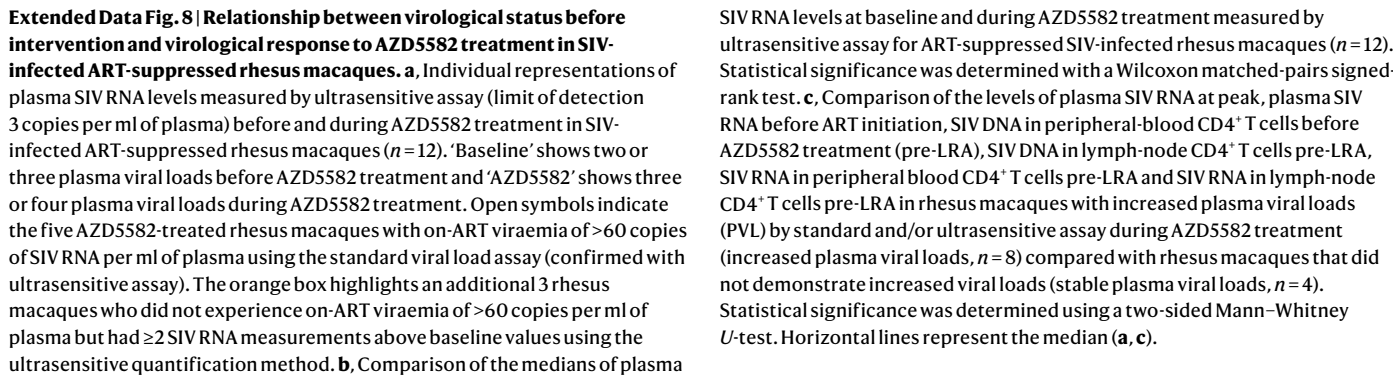 Extended Data Fig. 8 | Relationship between virological status before
intervention and virological response to AZD5582 treatment in SIV-
infected ART-suppressed rhesus macaques. a, Individual representations of
plasma SIV RNA levels measured by ultrasensitive assay (limit of detection
3 copies per ml of plasma) before and during AZD5582 treatment in SIV-
infected ART-suppressed rhesus macaques (n = 12). ‘Baseline’ shows two or
three plasma viral loads before AZD5582 treatment and ‘AZD5582’ shows three
or four plasma viral loads during AZD5582 treatment. Open symbols indicate
the five AZD5582-treated rhesus macaques with on-ART viraemia of >60 copies
of SIV RNA per ml of plasma using the standard viral load assay (confirmed with
ultrasensitive assay). The orange box highlights an additional 3 rhesus
macaques who did not experience on-ART viraemia of >60 copies per ml of
plasma but had ≥2 SIV RNA measurements above baseline values using the
ultrasensitive quantification method. b, Comparison of the medians of plasma
SIV RNA levels at baseline and during AZD5582 treatment measured by
ultrasensitive assay for ART-suppressed SIV-infected rhesus macaques (n = 12).
Statistical significance was determined with a Wilcoxon matched-pairs signed-
rank test. c, Comparison of the levels of plasma SIV RNA at peak, plasma SIV
RNA before ART initiation, SIV DNA in peripheral-blood CD4⁺ T cells before
AZD5582 treatment (pre-LRA), SIV DNA in lymph-node CD4⁺ T cells pre-LRA,
SIV RNA in peripheral blood CD4⁺ T cells pre-LRA and SIV RNA in lymph-node
CD4⁺ T cells pre-LRA in rhesus macaques with increased plasma viral loads
(PVL) by standard and/or ultrasensitive assay during AZD5582 treatment
(increased plasma viral loads, n = 8) compared with rhesus macaques that did
not demonstrate increased viral loads (stable plasma viral loads, n = 4).
Statistical significance was determined using a two-sided Mann–Whitney
U-test. Horizontal lines represent the median (a, c).